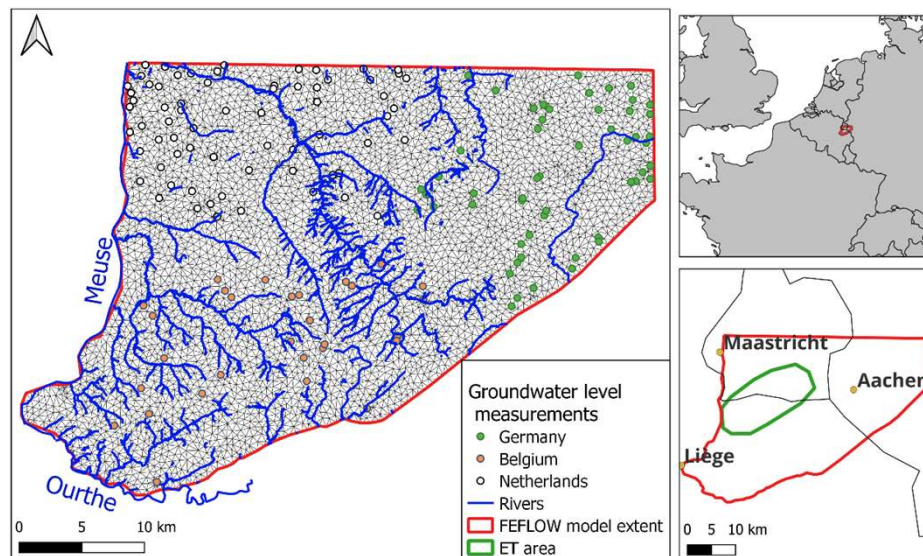 Meuse
Ourthe
0 5 10 km
Groundwater level
measurements
Germany
Belgium
Netherlands
Rivers
FEFLOW model extent
ET area
Maastricht
Aachen
Liège
0 5 10 km